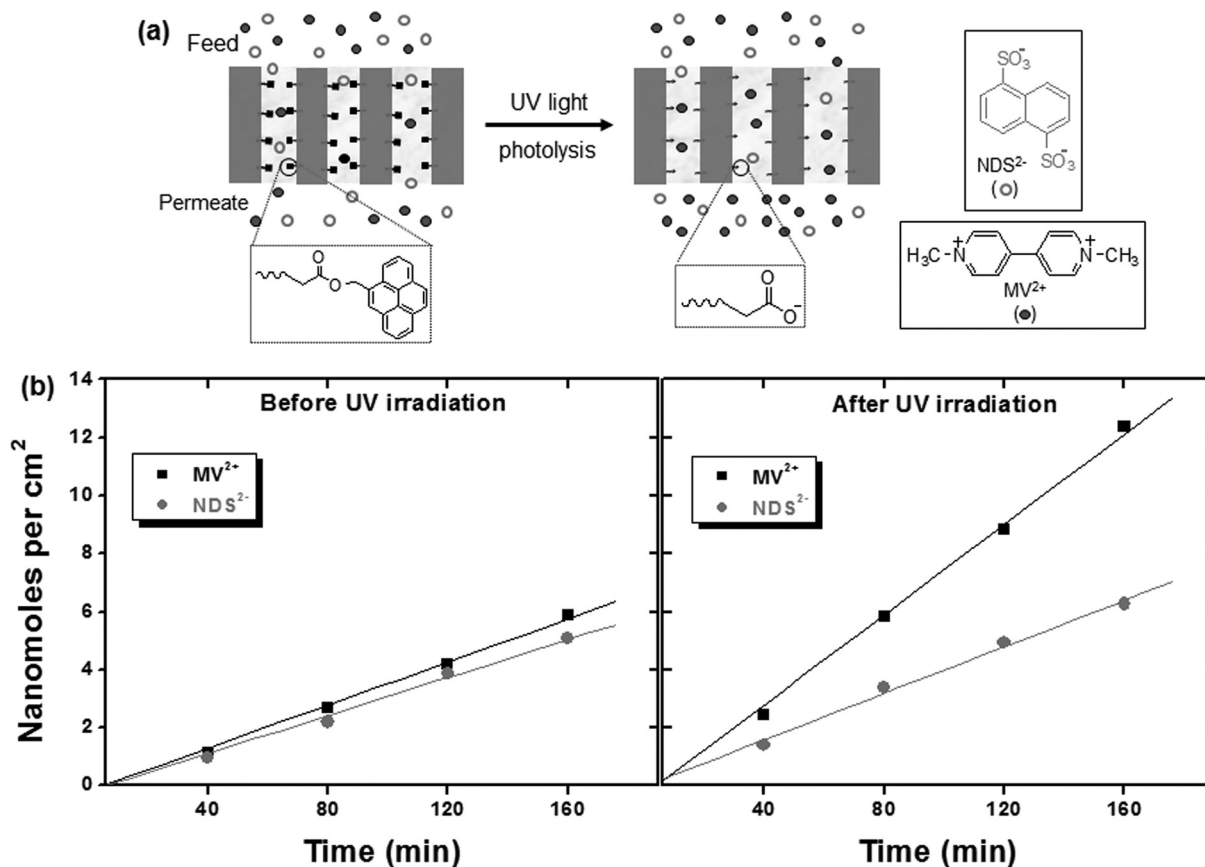 (a)
Feed
Permeate
UV light
photolysis
O
O
O
O⁻
SO₃⁻
SO₃⁻
NDS²⁻
(○)
H₃C-N⁺
N⁺-CH₃
MV²⁺
(●)
(b)
Nanomoles per cm²
14
12
10
8
6
4
2
0
Before UV irradiation
MV²⁺
NDS²⁻
40
80
120
160
Time (min)
After UV irradiation
MV²⁺
NDS²⁻
40
80
120
160
Time (min)